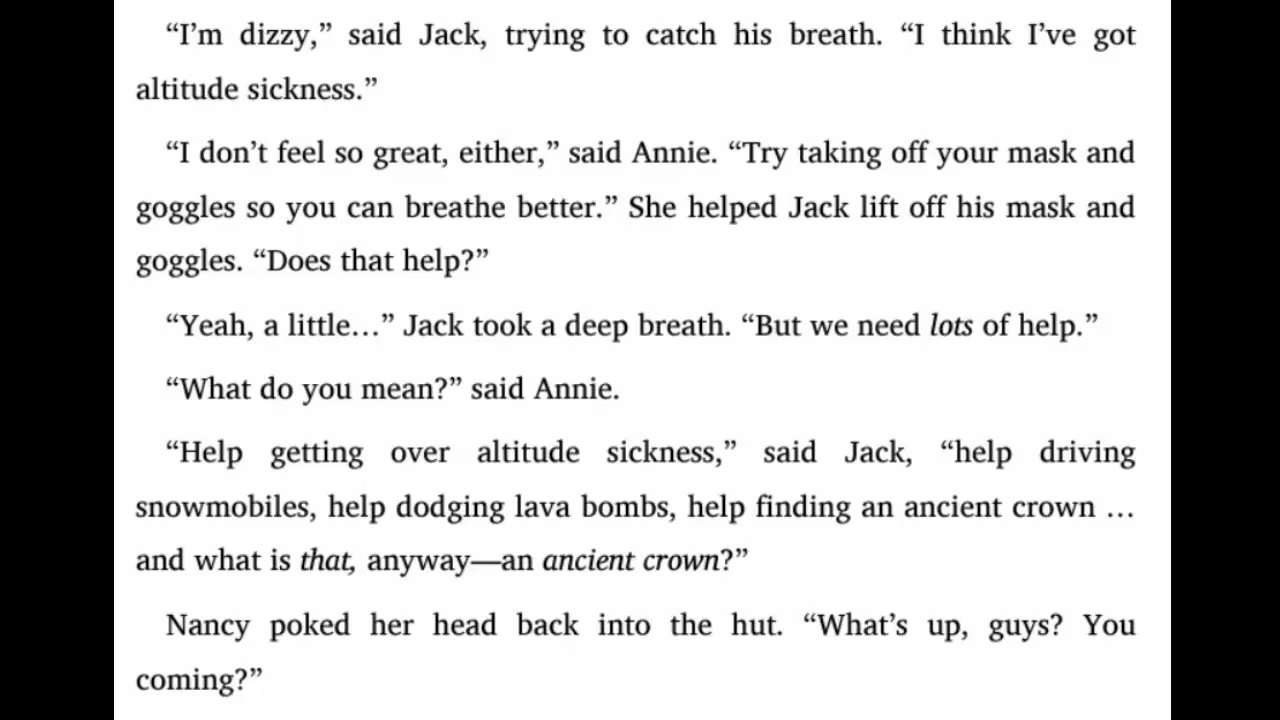 “I’m dizzy,” said Jack, trying to catch his breath. “I think I’ve got
altitude sickness.”
“I don’t feel so great, either,” said Annie. “Try taking off your mask and
goggles so you can breathe better.” She helped Jack lift off his mask and
goggles. “Does that help?”
“Yeah, a little…” Jack took a deep breath. “But we need lots of help.”
“What do you mean?” said Annie.
“Help getting over altitude sickness,” said Jack, “help driving
snowmobiles, help dodging lava bombs, help finding an ancient crown …
and what is that, anyway—an ancient crown?”
Nancy poked her head back into the hut. “What’s up, guys? You
coming?”